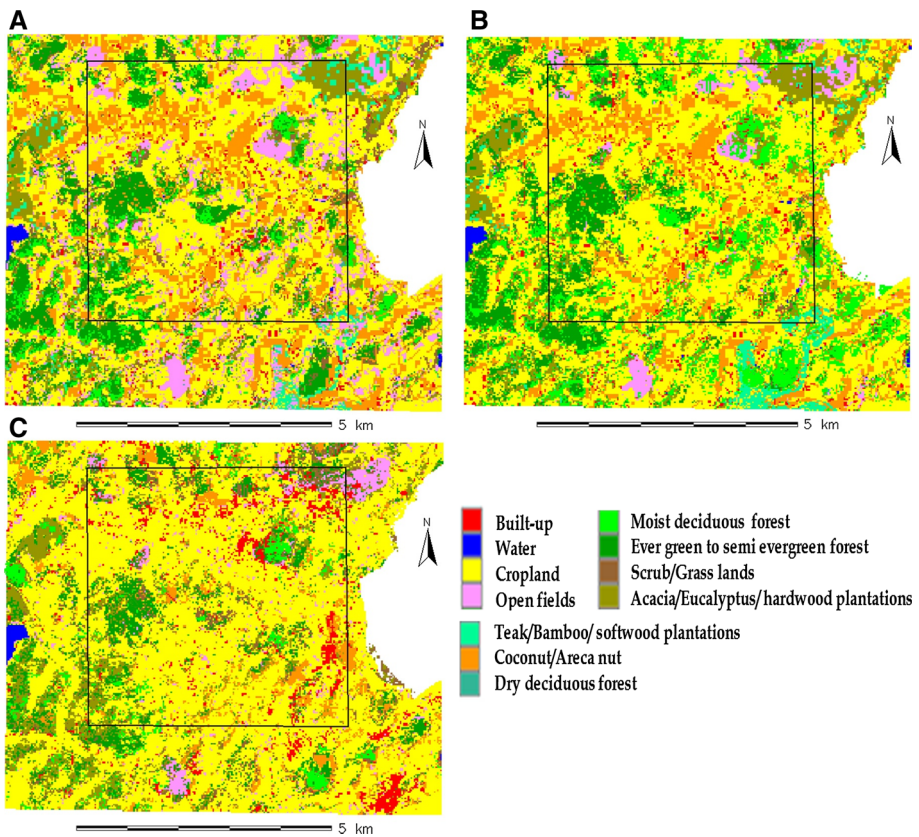 A
B
N
N
5 km
5 km
C
N
Built-up
Water
Cropland
Open fields
Moist deciduous forest
Ever green to semi evergreen forest
Scrub/Grass lands
Acacia/Eucalyptus/hardwood plantations
Teak/Bamboo/softwood plantations
Coconut/Areca nut
Dry deciduous forest
5 km